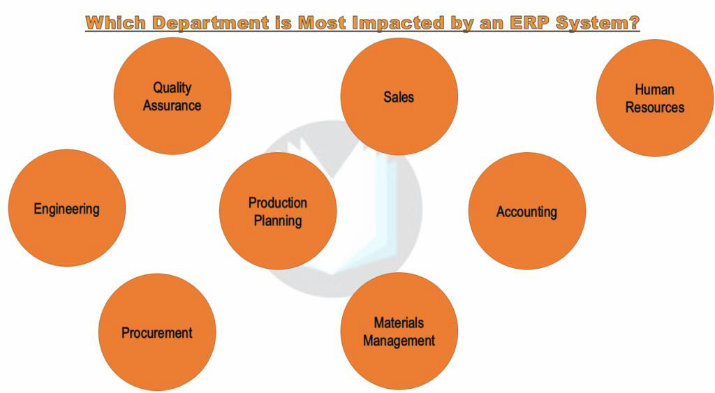 Which Department is Most Impacted by an ERP System?
Quality
Assurance
Sales
Human
Resources
Engineering
Production
Planning
Accounting
Procurement
Materials
Management